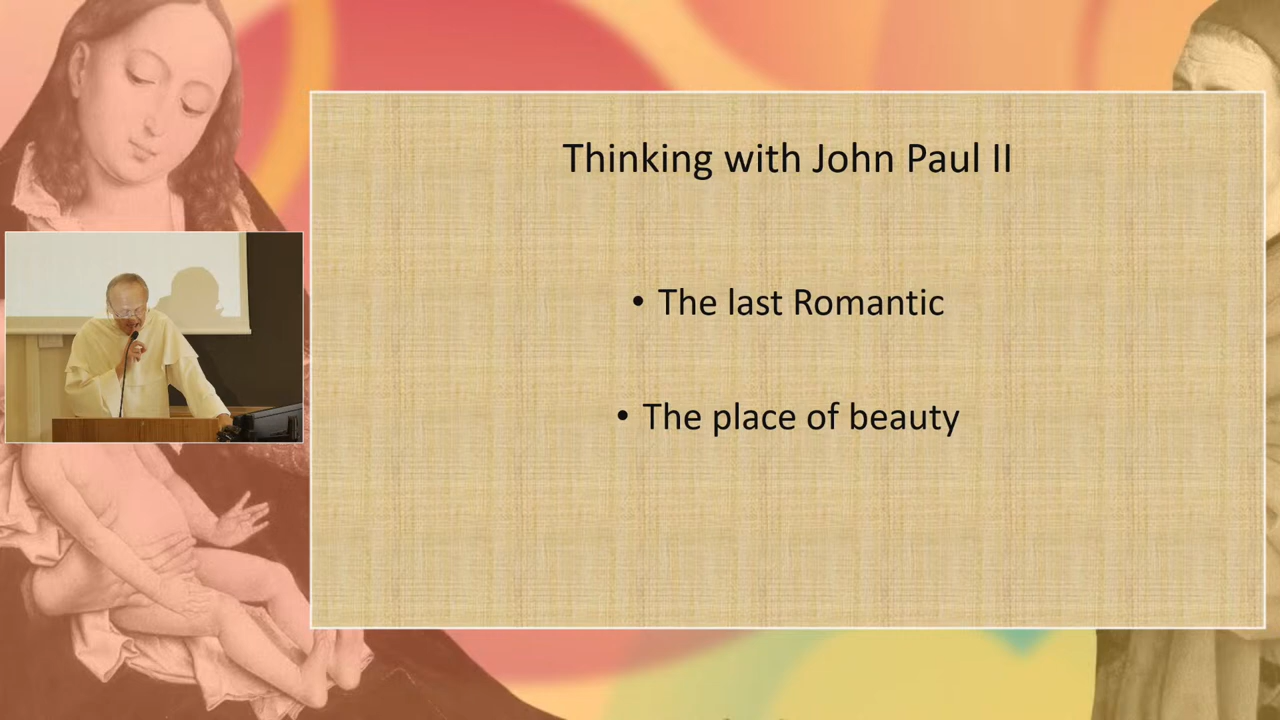 Thinking with John Paul II
• The last Romantic
• The place of beauty